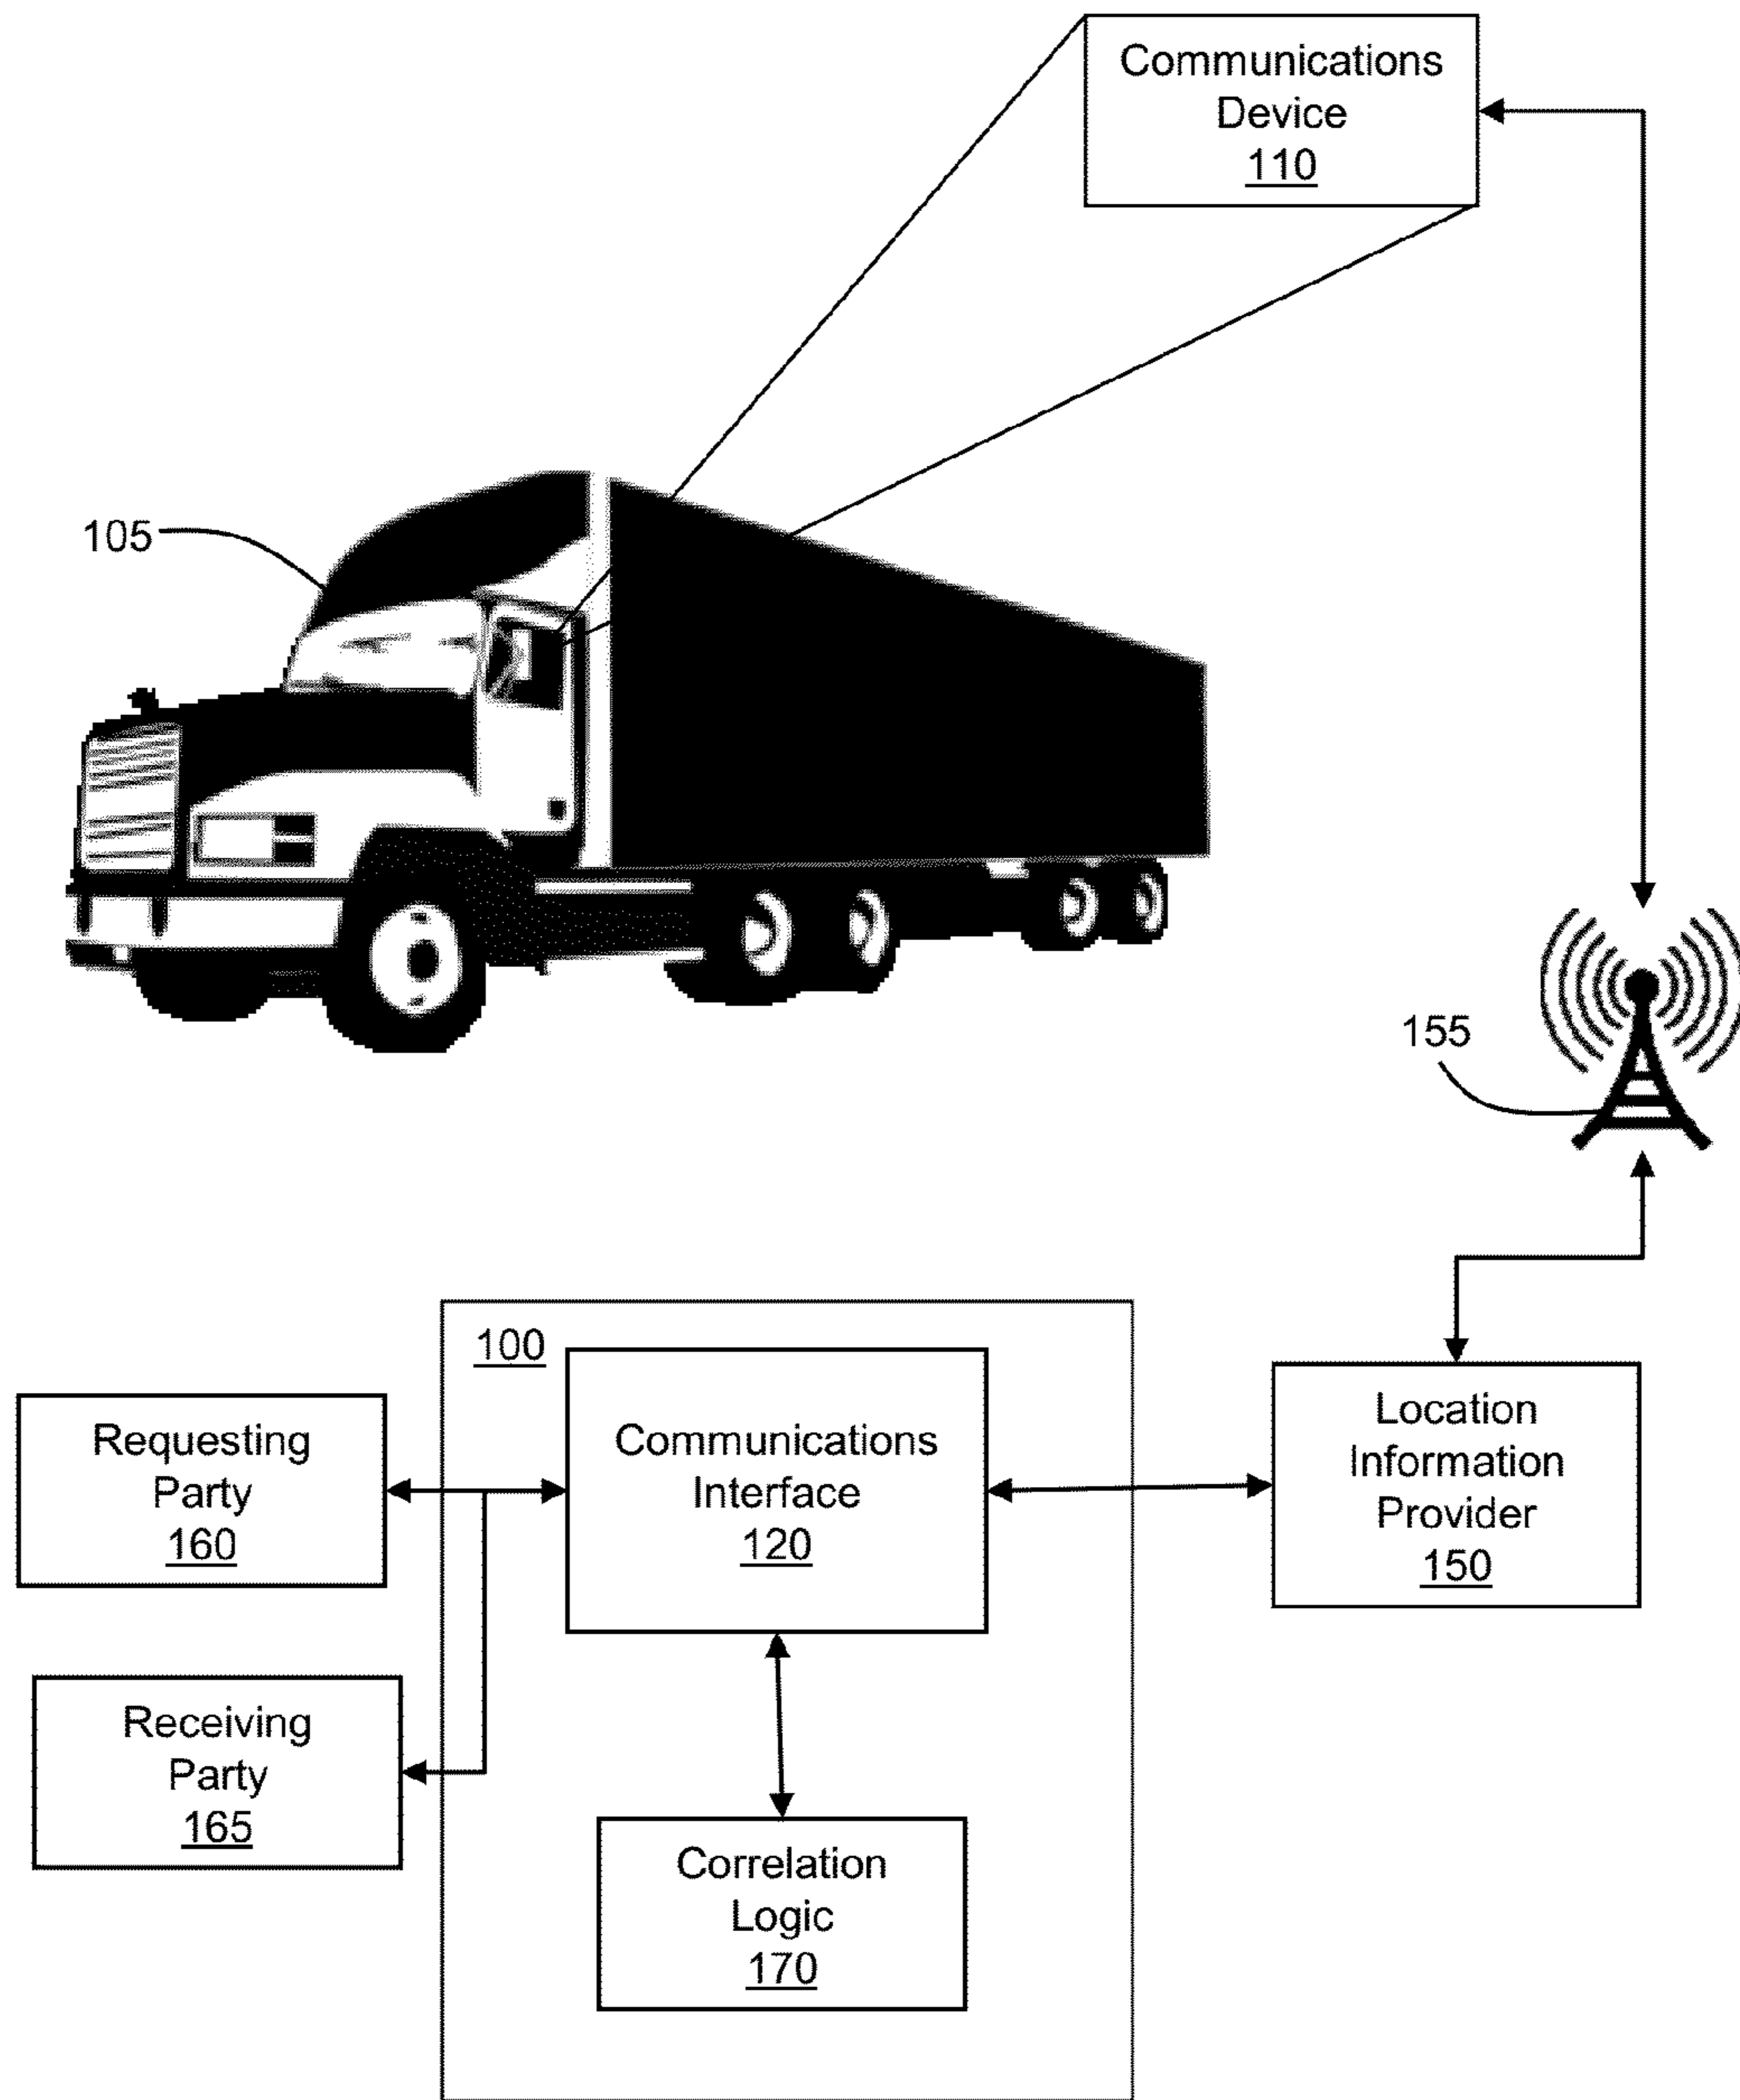 Communications
Device
110
105
155
100
Requesting
Party
160
Communications
Interface
120
Location
Information
Provider
150
Receiving
Party
165
Correlation
Logic
170